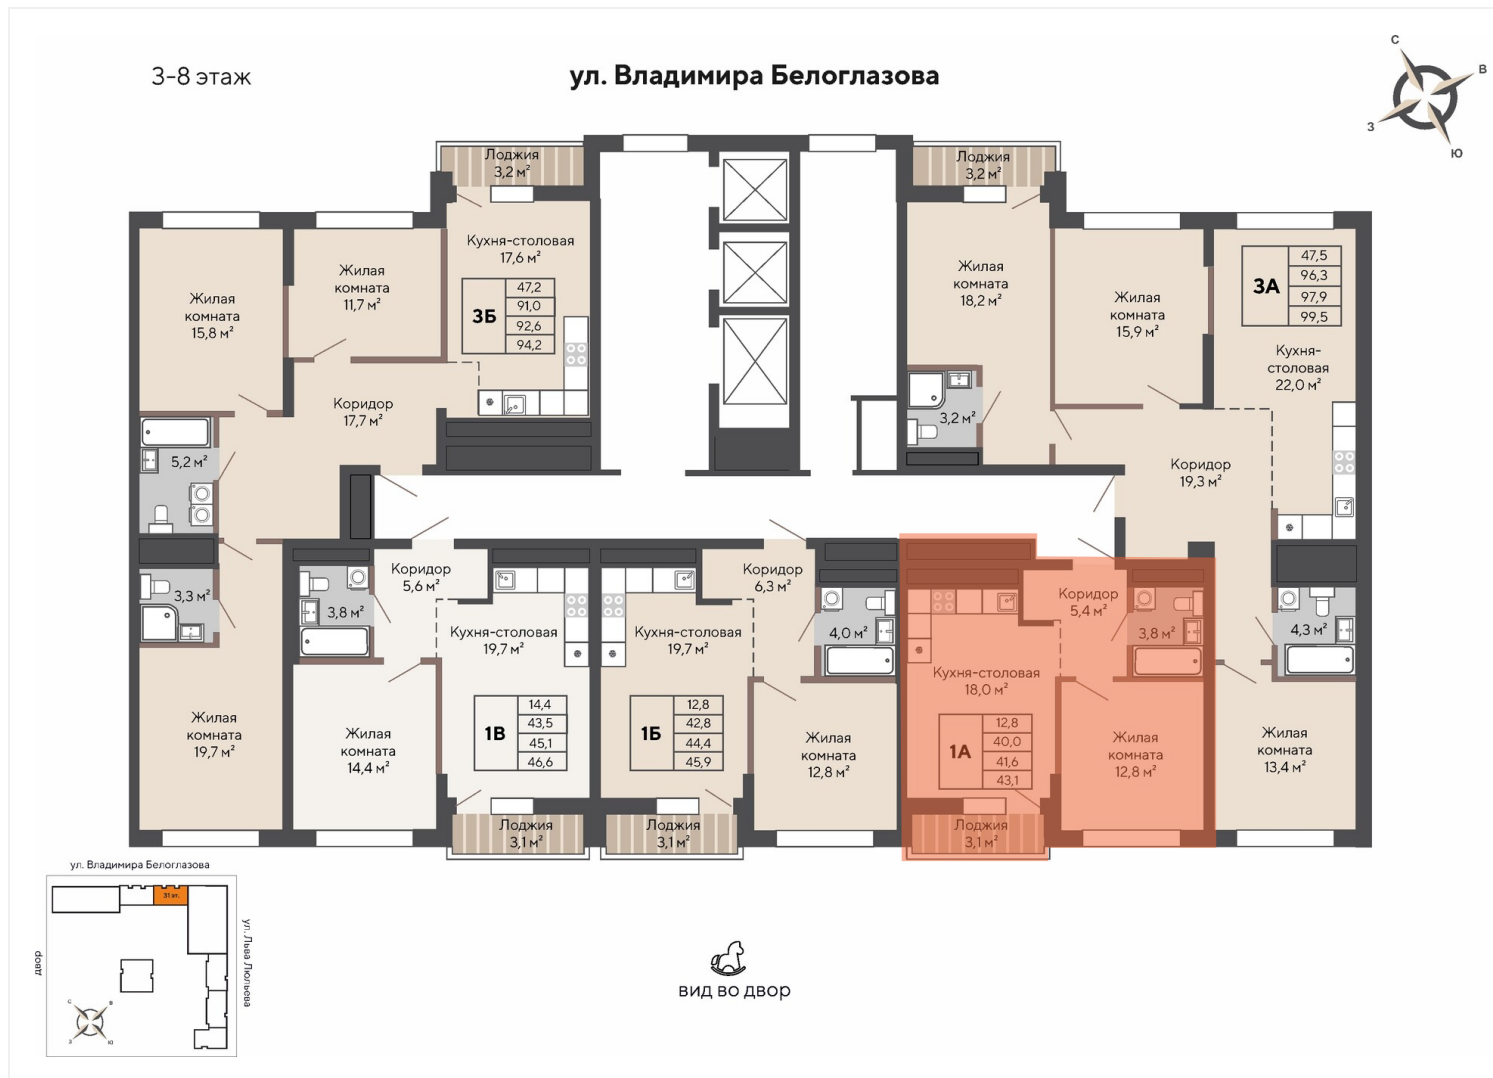 3-8 этаж
ул. Владимира Белоглазова
С
В
З
Ю
Лоджия
3,2 м²
Лоджия
3,2 м²
Жилая
комната
15,8 м²
Жилая
комната
11,7 м²
Кухня-столовая
17,6 м²
3Б
47,2
91,0
92,6
94,2
Жилая
комната
18,2 м²
Жилая
комната
15,9 м²
3А
47,5
96,3
97,9
99,5
Кухня-
столовая
22,0 м²
Коридор
17,7 м²
3,2 м²
5,2 м²
Коридор
19,3 м²
3,3 м²
3,8 м²
Коридор
5,6 м²
Коридор
6,3 м²
4,0 м²
Коридор
5,4 м²
3,8 м²
4,3 м²
Кухня-столовая
19,7 м²
Кухня-столовая
19,7 м²
Кухня-столовая
18,0 м²
Жилая
комната
19,7 м²
Жилая
комната
14,4 м²
1В
14,4
43,5
45,1
46,6
1Б
12,8
42,8
44,4
45,9
Жилая
комната
12,8 м²
1А
12,8
40,0
41,6
43,1
Жилая
комната
12,8 м²
Жилая
комната
13,4 м²
Лоджия
3,1 м²
Лоджия
3,1 м²
Лоджия
3,1 м²
ул. Владимира Белоглазова
31 эт.
двор
ул. Льва Люльева
С
В
З
Ю
вид во двор